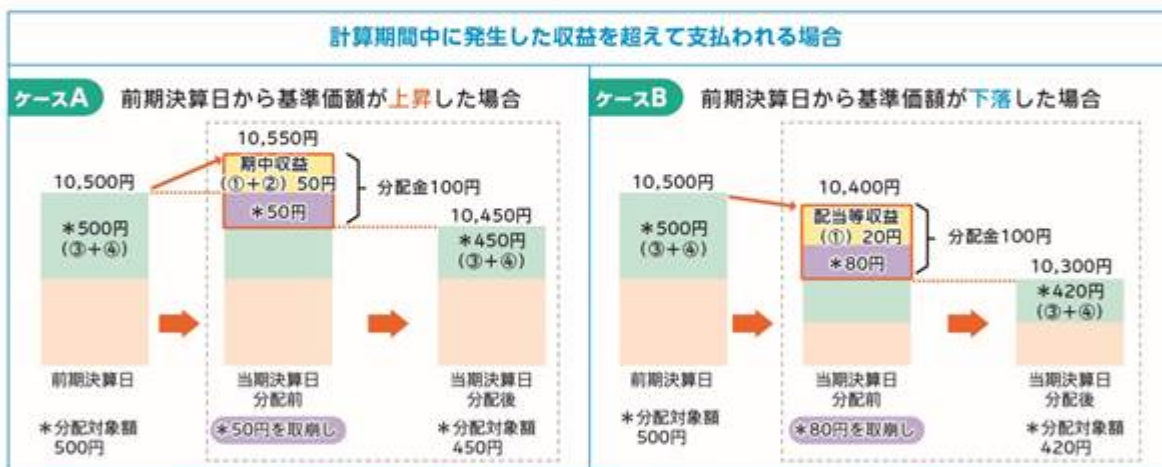 計算期間中に発生した収益を超えて支払われる場合
ケースA 前期決算日から基準価額が上昇した場合
10,500円
*500円
(③+④)
前期決算日
*分配対象額
500円
10,550円
期中収益
(①+②) 50円
*50円
分配金100円
当期決算日
分配前
*50円を取崩し
10,450円
*450円
(③+④)
当期決算日
分配後
*分配対象額
450円
ケースB 前期決算日から基準価額が下落した場合
10,500円
*500円
(③+④)
前期決算日
*分配対象額
500円
10,400円
配当等収益
(①) 20円
*80円
分配金100円
当期決算日
分配前
*80円を取崩し
10,300円
*420円
(③+④)
当期決算日
分配後
*分配対象額
420円